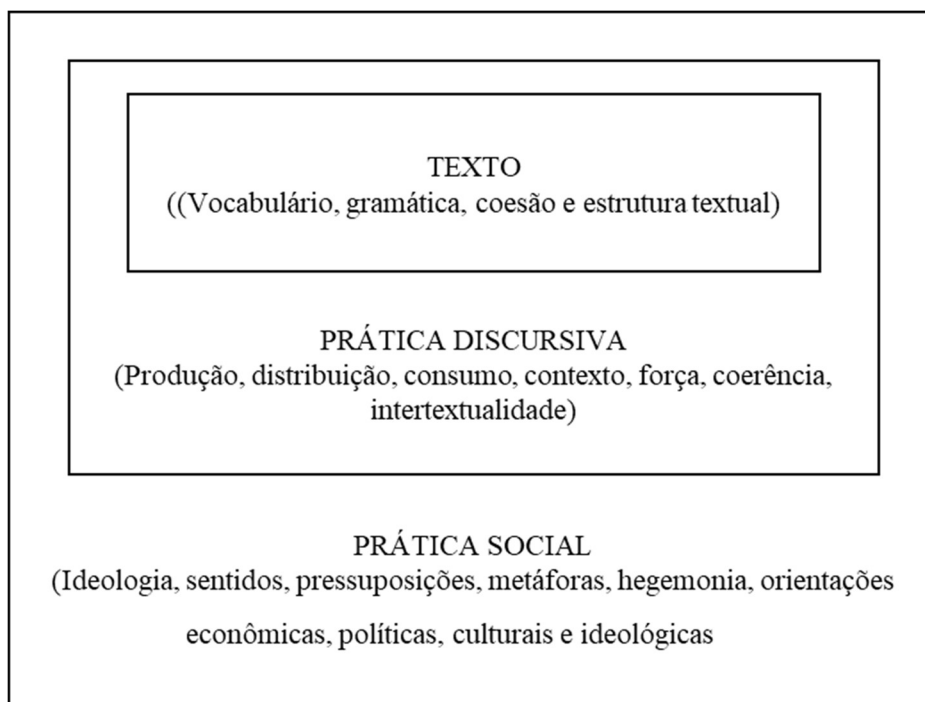 TEXTO
((Vocabulário, gramática, coesão e estrutura textual)
PRÁTICA DISCURSIVA
(Produção, distribuição, consumo, contexto, força, coerência,
intertextualidade)
PRÁTICA SOCIAL
(Ideologia, sentidos, pressuposições, metáforas, hegemonia, orientações
econômicas, políticas, culturais e ideológicas